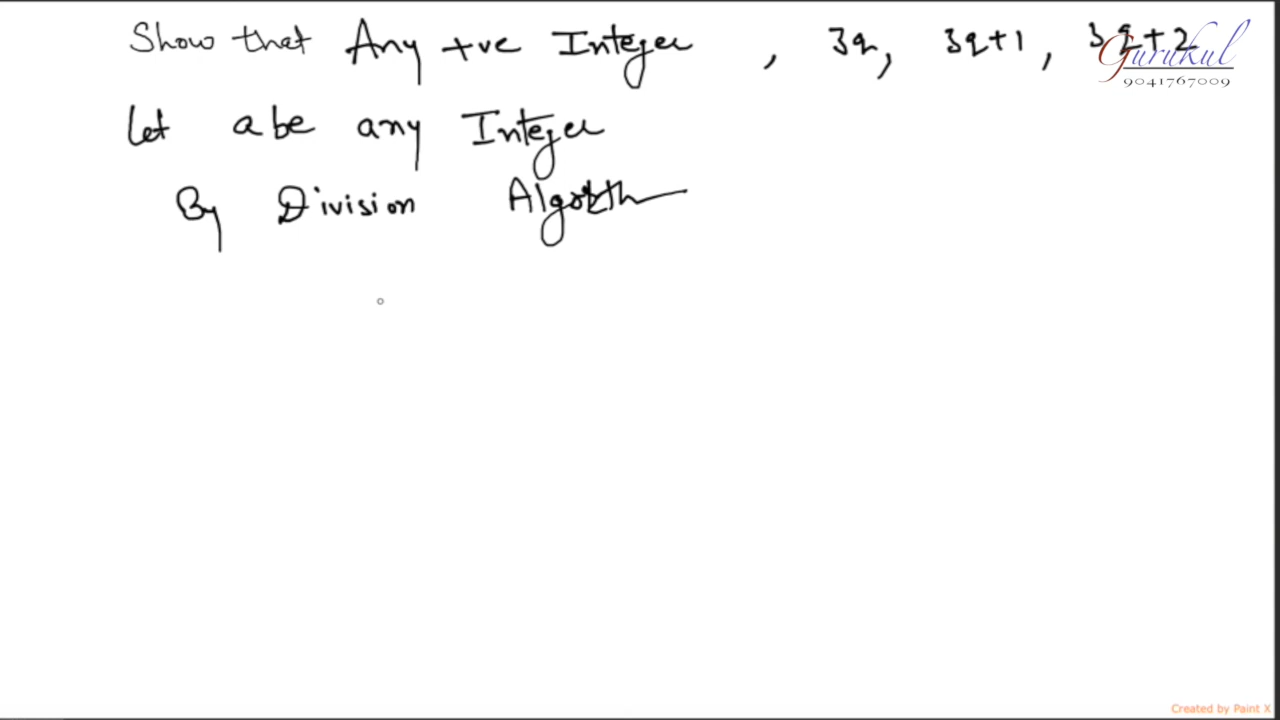 Show that Any +ve Integer , 3q, 3q+1, 3q+2
Gurukul
9041767009
Let a be any Integer
By Division
Created by Paint X